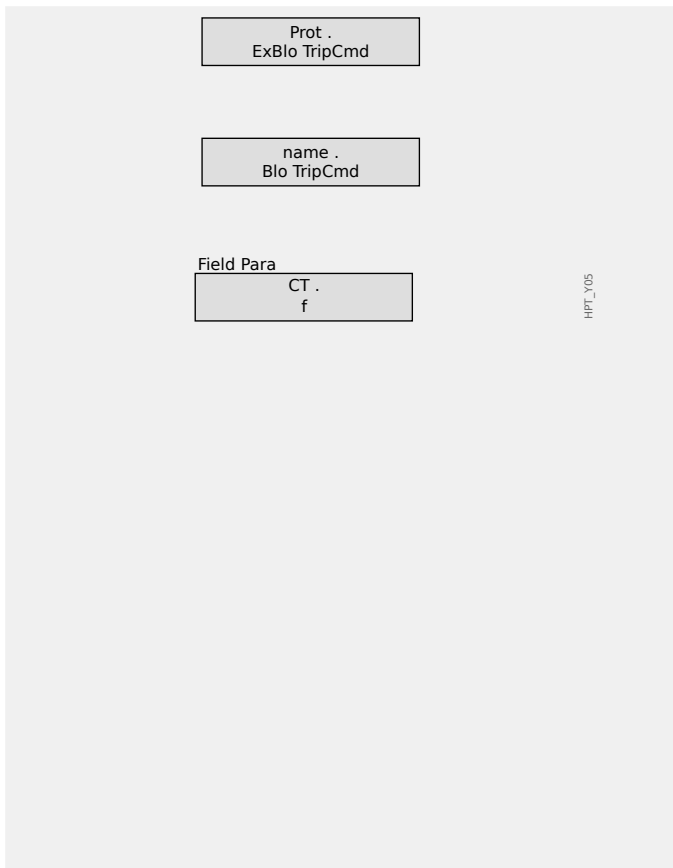 Prot .
ExBlo TripCmd
name .
Blo TripCmd
Field Para
CT .
f
HPT_Y05